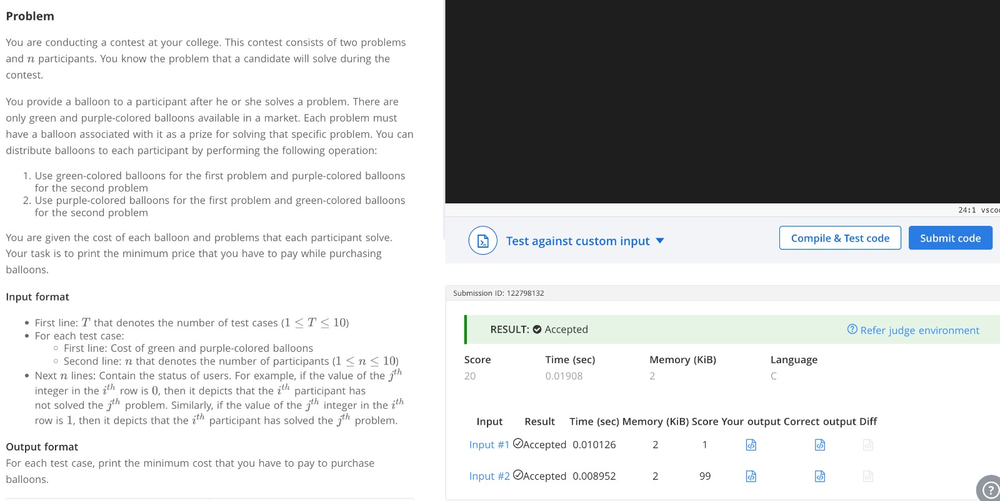 Problem
You are conducting a contest at your college. This contest consists of two problems
and n participants. You know the problem that a candidate will solve during the
contest.
You provide a balloon to a participant after he or she solves a problem. There are
only green and purple-colored balloons available in a market. Each problem must
have a balloon associated with it as a prize for solving that specific problem. You can
distribute balloons to each participant by performing the following operation:
1. Use green-colored balloons for the first problem and purple-colored balloons
for the second problem
2. Use purple-colored balloons for the first problem and green-colored balloons
for the second problem
You are given the cost of each balloon and problems that each participant solve.
Your task is to print the minimum price that you have to pay while purchasing
balloons.
Input format
• First line: T that denotes the number of test cases (1 ≤ T ≤ 10)
• For each test case:
◦ First line: Cost of green and purple-colored balloons
◦ Second line: n that denotes the number of participants (1 ≤ n ≤ 10)
• Next n lines: Contain the status of users. For example, if the value of the j^th
integer in the i^th row is 0, then it depicts that the i^th participant has
not solved the j^th problem. Similarly, if the value of the j^th integer in the i^th
row is 1, then it depicts that the i^th participant has solved the j^th problem.
Output format
For each test case, print the minimum cost that you have to pay to purchase
balloons.
24:1 vscod
Test against custom input ▼
Compile & Test code
Submit code
Submission ID: 122798132
RESULT: Accepted
Refer judge environment
Score Time (sec) Memory (KiB) Language
20 0.01908 2 C
Input Result Time (sec) Memory (KiB) Score Your output Correct output Diff
Input #1 Accepted 0.010126 2 1
Input #2 Accepted 0.008952 2 99
?